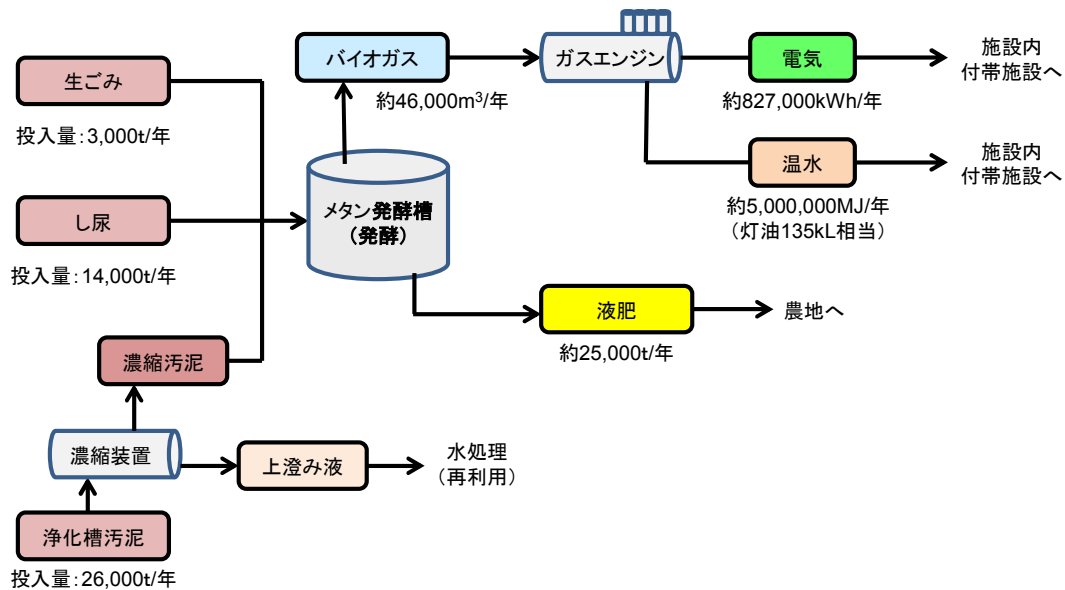 生ごみ
投入量：3,000t/年
し尿
投入量：14,000t/年
濃縮汚泥
濃縮装置
浄化槽汚泥
投入量：26,000t/年
上澄み液
水処理
（再利用）
メタン発酵槽
（発酵）
バイオガス
約46,000m³/年
ガスエンジン
電気
約827,000kWh/年
施設内
付帯施設へ
温水
約5,000,000MJ/年
（灯油135kL相当）
施設内
付帯施設へ
液肥
約25,000t/年
農地へ